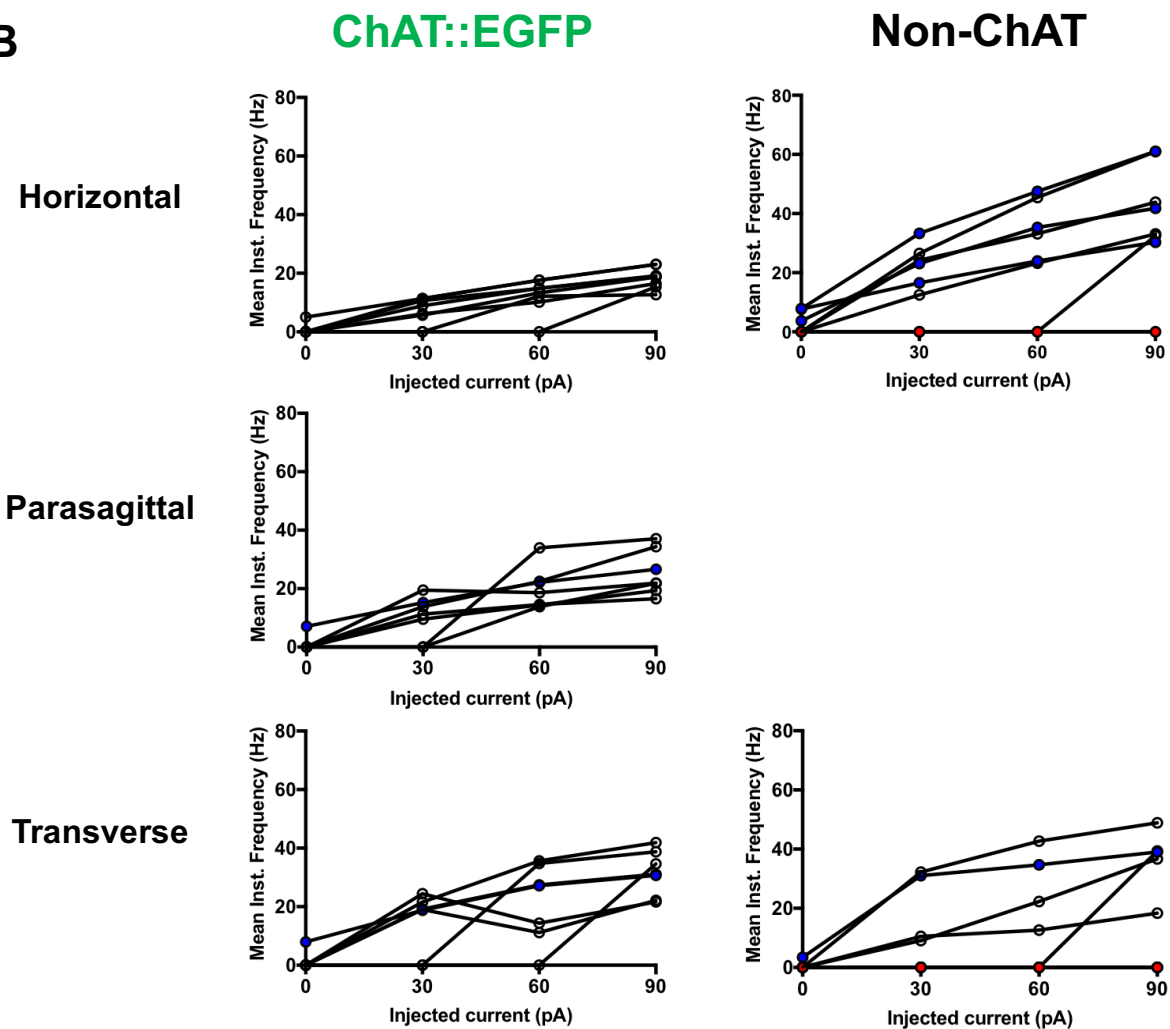 B
ChAT::EGFP
Non-ChAT
Horizontal
Mean Inst. Frequency (Hz)
80
60
40
20
0
0 30 60 90
Injected current (pA)
Mean Inst. Frequency (Hz)
80
60
40
20
0
0 30 60 90
Injected current (pA)
Parasagittal
Mean Inst. Frequency (Hz)
80
60
40
20
0
0 30 60 90
Injected current (pA)
Transverse
Mean Inst. Frequency (Hz)
80
60
40
20
0
0 30 60 90
Injected current (pA)
Mean Inst. Frequency (Hz)
80
60
40
20
0
0 30 60 90
Injected current (pA)